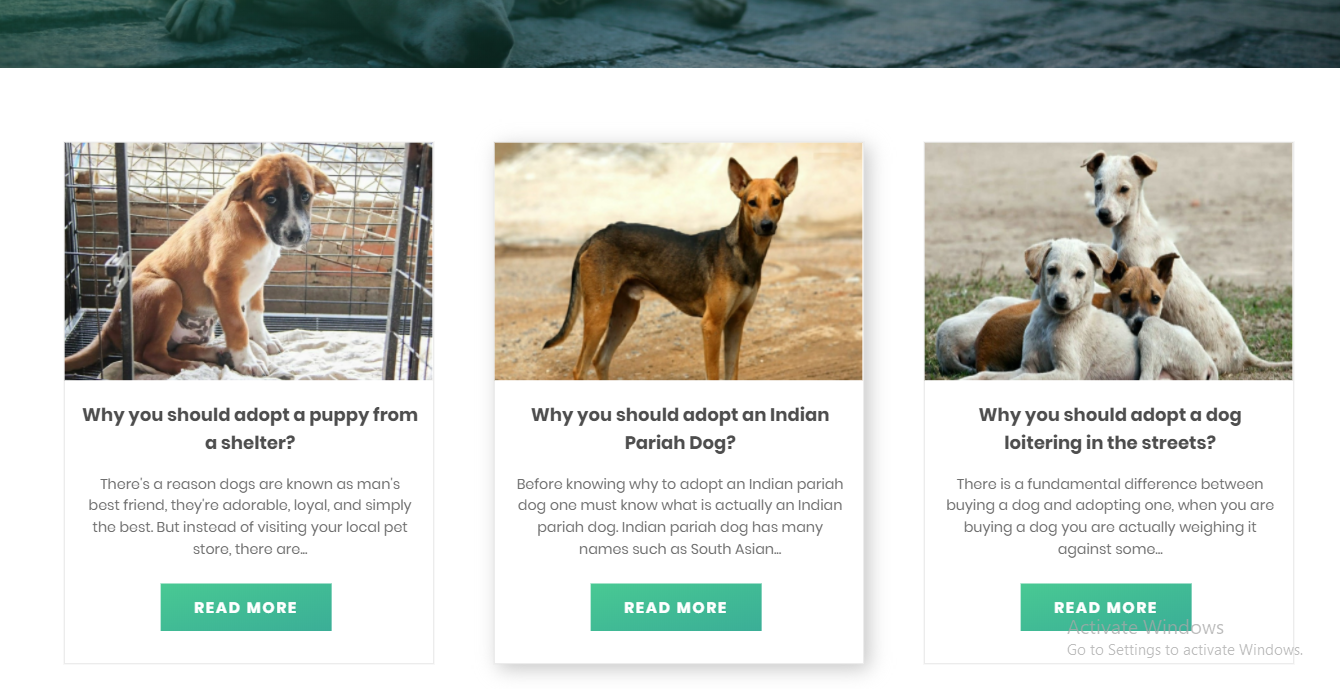 Why you should adopt a puppy from
a shelter?
There's a reason dogs are known as man's
best friend, they're adorable, loyal, and simply
the best. But instead of visiting your local pet
store, there are...
READ MORE
Why you should adopt an Indian
Pariah Dog?
Before knowing why to adopt an Indian pariah
dog one must know what is actually an Indian
pariah dog. Indian pariah dog has many
names such as South Asian...
READ MORE
Why you should adopt a dog
loitering in the streets?
There is a fundamental difference between
buying a dog and adopting one, when you are
buying a dog you are actually weighing it
against some...
READ MORE
Activate Windows
Go to Settings to activate Windows.